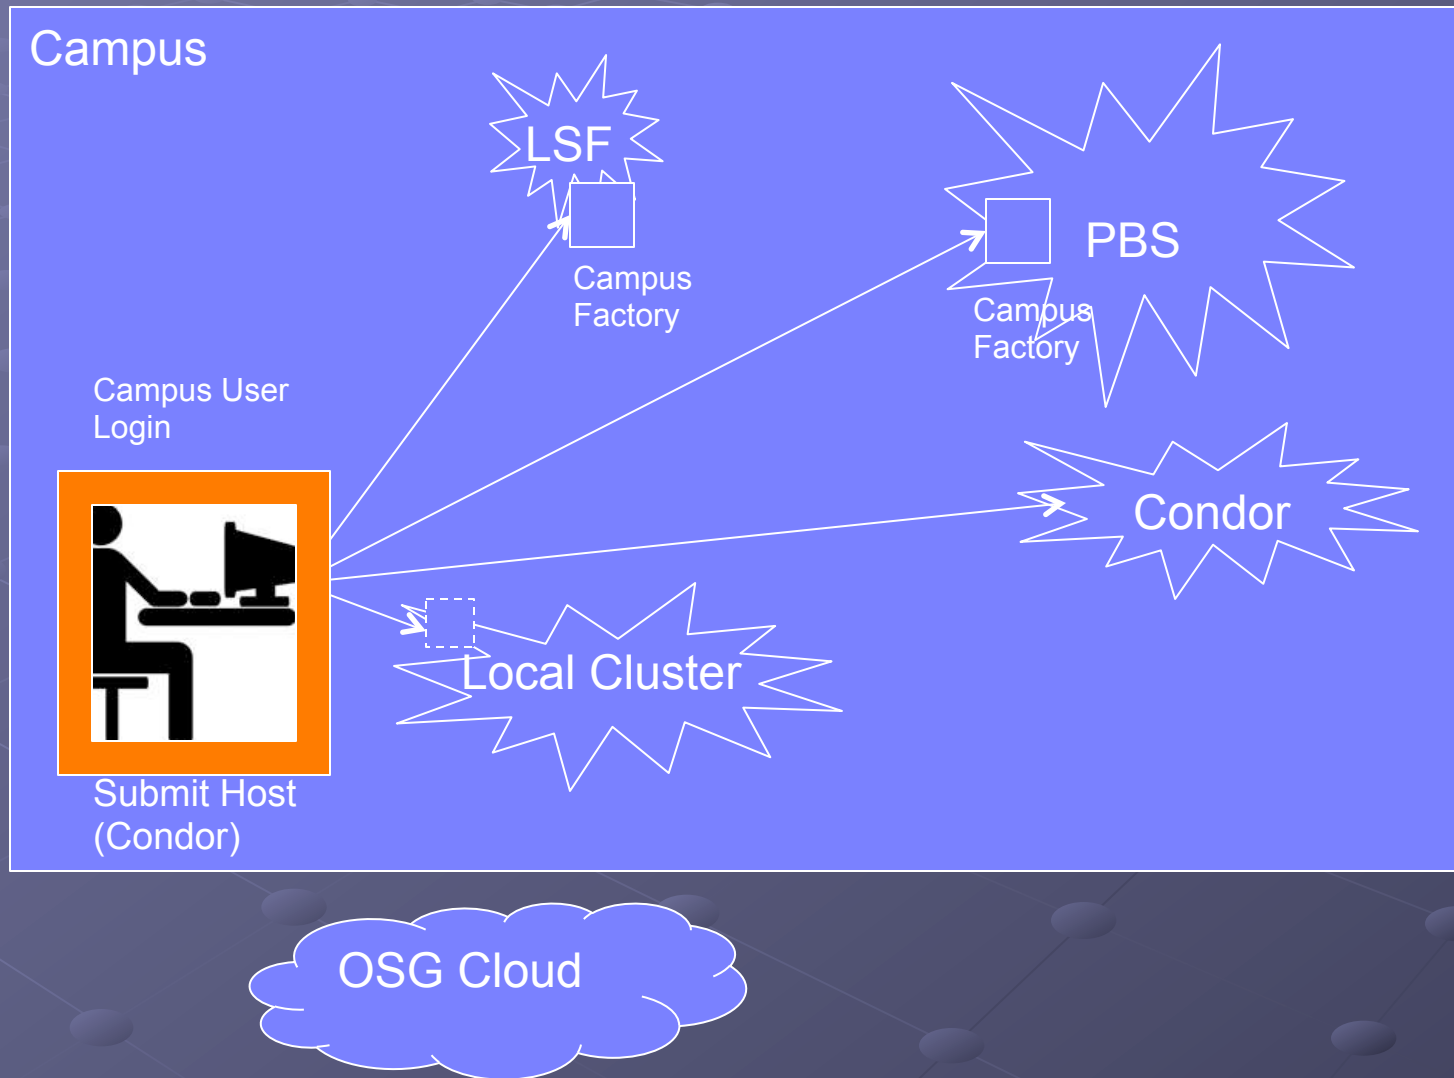 Campus
LSF
Campus
Factory
PBS
Campus
Factory
Campus User
Login
Condor
Local Cluster
Submit Host
(Condor)
OSG Cloud